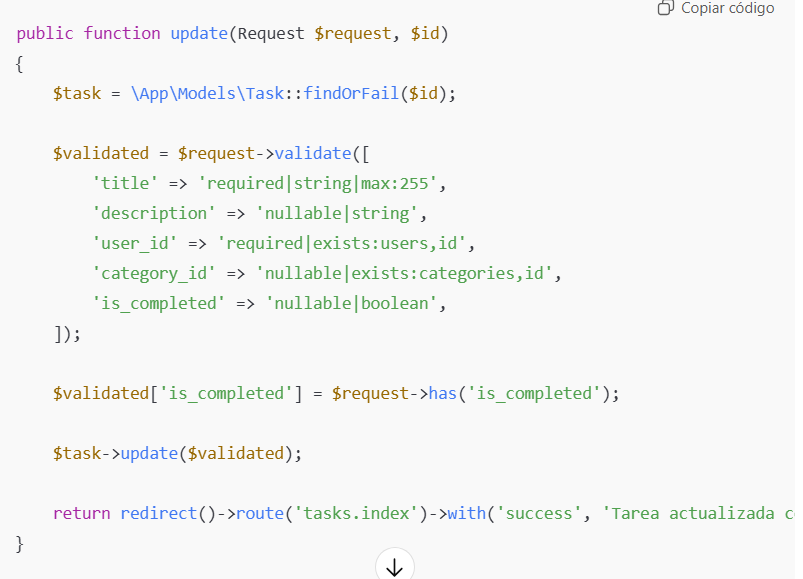 Copiar código
public function update(Request $request, $id)
{
    $task = \App\Models\Task::findOrFail($id);
    $validated = $request->validate([
        'title' => 'required|string|max:255',
        'description' => 'nullable|string',
        'user_id' => 'required|exists:users,id',
        'category_id' => 'nullable|exists:categories,id',
        'is_completed' => 'nullable|boolean',
    ]);
    $validated['is_completed'] = $request->has('is_completed');
    $task->update($validated);
    return redirect()->route('tasks.index')->with('success', 'Tarea actualizada
}